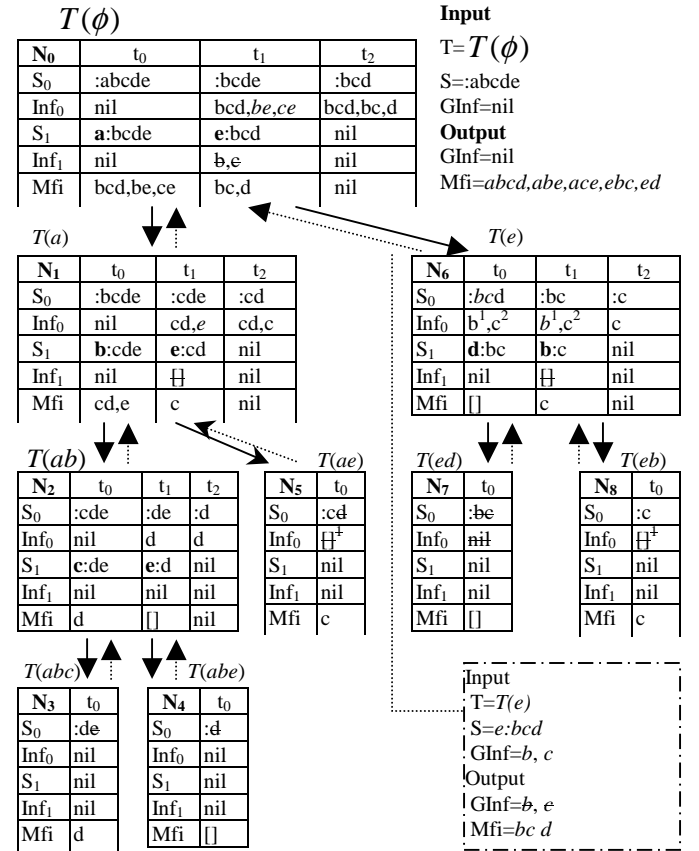 T(ϕ)
N₀ t₀ t₁ t₂
S₀ :abcde :bcde :bcd
Inf₀ nil bcd,be,ce bcd,bc,d
S₁ a:bcde e:bcd nil
Inf₁ nil b,c nil
Mfi bcd,be,ce bc,d nil
Input
T=T(ϕ)
S=:abcde
GInf=nil
Output
GInf=nil
Mfi=abcd,abe,ace,ebc,ed
T(a)
N₁ t₀ t₁ t₂
S₀ :bcde :cde :cd
Inf₀ nil cd,e cd,c
S₁ b:cde e:cd nil
Inf₁ nil [] nil
Mfi cd,e c nil
T(e)
N₆ t₀ t₁ t₂
S₀ :bcd :bc :c
Inf₀ b¹,c² b¹,c² c
S₁ d:bc b:c nil
Inf₁ nil [] nil
Mfi [] c nil
T(ab)
N₂ t₀ t₁ t₂
S₀ :cde :de :d
Inf₀ nil d d
S₁ c:de e:d nil
Inf₁ nil nil nil
Mfi d [] nil
T(ae)
N₅ t₀
S₀ :cd
Inf₀ []¹
S₁ nil
Inf₁ nil
Mfi c
T(ed)
N₇ t₀
S₀ :bc
Inf₀ nil
S₁ nil
Inf₁ nil
Mfi []
T(eb)
N₈ t₀
S₀ :c
Inf₀ []¹
S₁ nil
Inf₁ nil
Mfi c
T(abc)
N₃ t₀
S₀ :de
Inf₀ nil
S₁ nil
Inf₁ nil
Mfi d
T(abe)
N₄ t₀
S₀ :d
Inf₀ nil
S₁ nil
Inf₁ nil
Mfi []
Input
T=T(e)
S=e:bcd
GInf=b, c
Output
GInf=b, c
Mfi=bc d